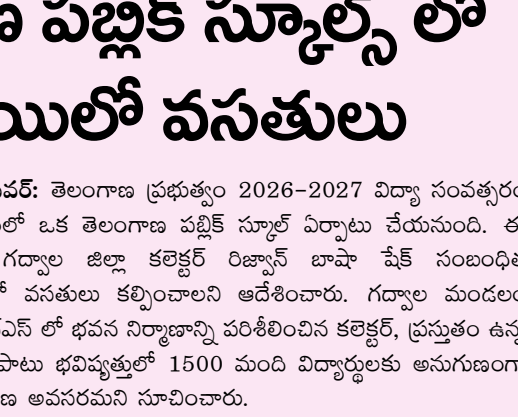 పబ్లిక్ స్కూల్స్ లో
వసతులు
తెలంగాణ ప్రభుత్వం 2026-2027 విద్యా సంవత్సరం
లో ఒక తెలంగాణ పబ్లిక్ స్కూల్ ఏర్పాటు చేయనుంది. ఈ
గద్వాల జిల్లా కలెక్టర్ రిజ్వాన్ బాషా షేక్ సంబంధిత
వసతులు కల్పించాలని ఆదేశించారు. గద్వాల మండలం
ఎస్ లో భవన నిర్మాణాన్ని పరిశీలించిన కలెక్టర్, ప్రస్తుతం ఉన్న
పాటు భవిష్యత్తులో 1500 మంది విద్యార్థులకు అనుగుణంగా
అవసరమని సూచించారు.